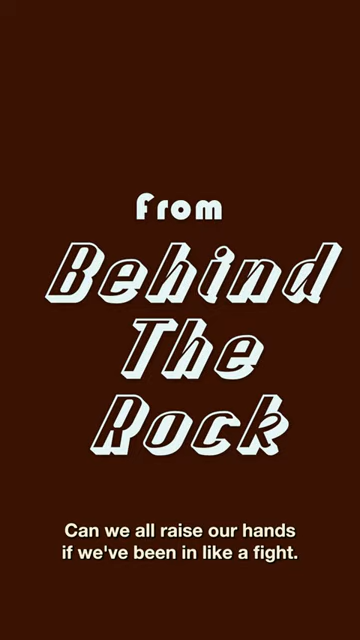 From
Behind
The
Rock
Can we all raise our hands
if we've been in like a fight.